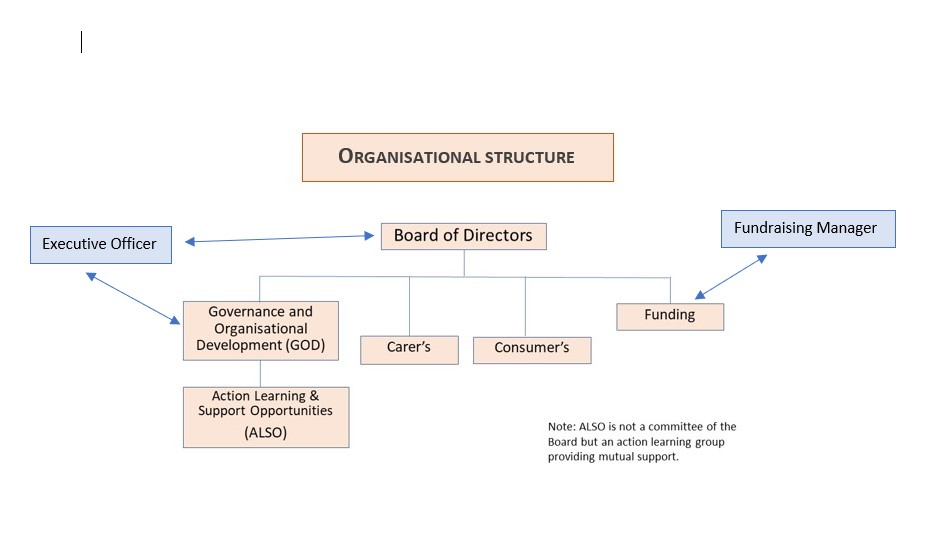 ORGANISATIONAL STRUCTURE
Executive Officer
Board of Directors
Fundraising Manager
Governance and
Organisational
Development (GOD)
Carer’s
Consumer’s
Funding
Action Learning &
Support Opportunities
(ALSO)
Note: ALSO is not a committee of the
Board but an action learning group
providing mutual support.